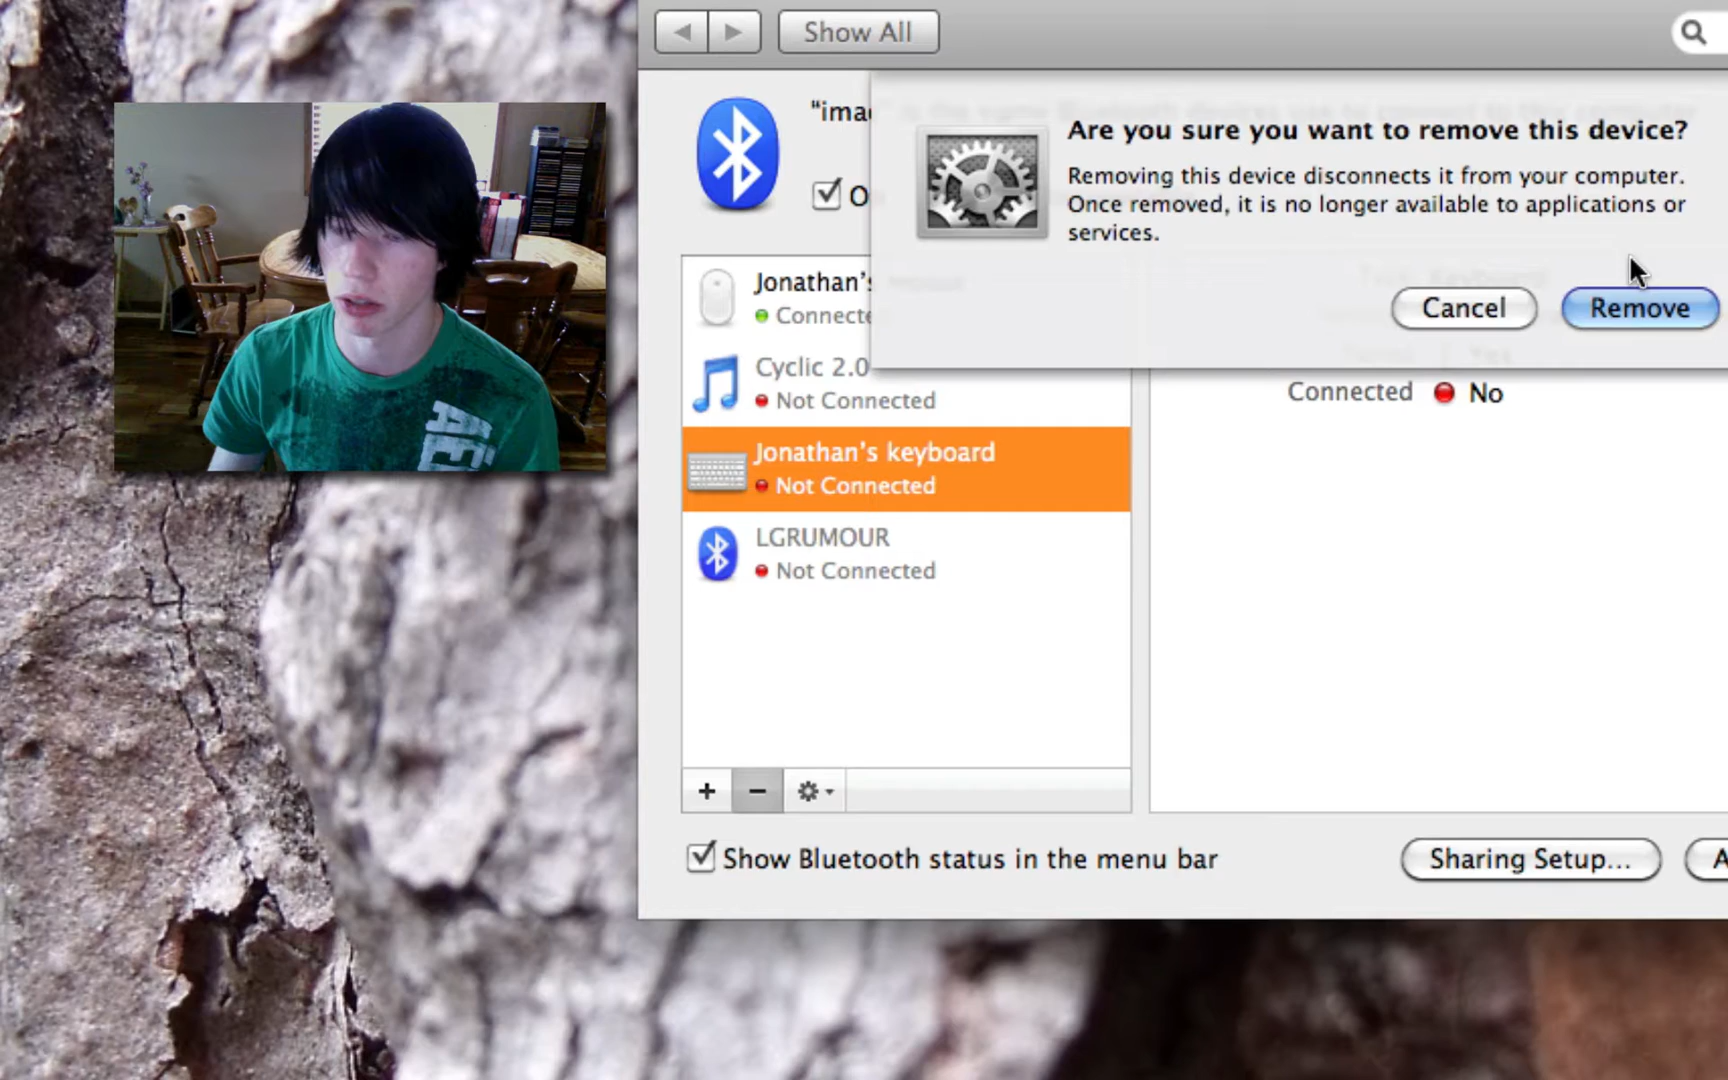 Show All
"ima
Are you sure you want to remove this device?
Removing this device disconnects it from your computer.
Once removed, it is no longer available to applications or
services.
Cancel
Remove
Jonathan's
Connecte
Cyclic 2.0
Not Connected
Connected
No
Jonathan's keyboard
Not Connected
LGRUMOUR
Not Connected
Show Bluetooth status in the menu bar
Sharing Setup...